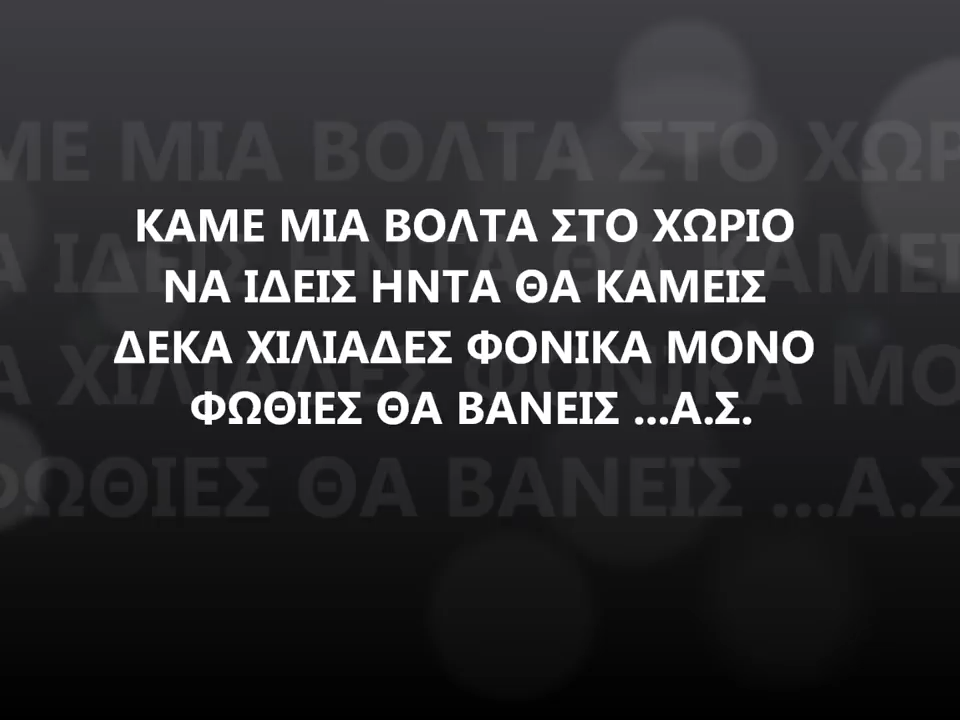 ΚΑΜΕ ΜΙΑ ΒΟΛΤΑ ΣΤΟ ΧΩΡΙΟ
ΝΑ ΙΔΕΙΣ ΗΝΤΑ ΘΑ ΚΑΜΕΙΣ
ΔΕΚΑ ΧΙΛΙΑΔΕΣ ΦΟΝΙΚΑ ΜΟΝΟ
ΦΩΘΙΕΣ ΘΑ ΒΑΝΕΙΣ ...Α.Σ.